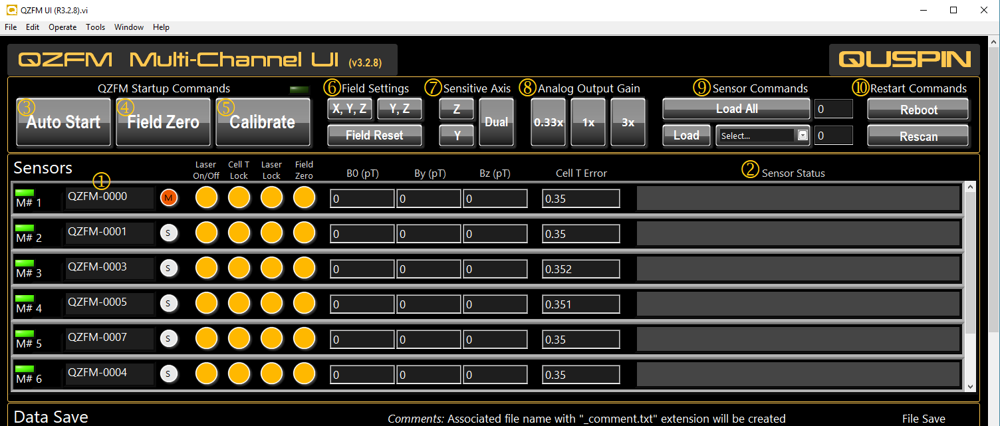 QZFM UI (R3.2.8).vi
File Edit Operate Tools Window Help
QZFM Multi-Channel UI (v3.2.8)
QUSPIN
QZFM Startup Commands
③ Auto Start
④ Field Zero
⑤ Calibrate
⑥ Field Settings
X, Y, Z
Y, Z
Field Reset
⑦ Sensitive Axis
Z
Y
Dual
⑧ Analog Output Gain
0.33x
1x
3x
⑨ Sensor Commands
Load All
0
Load
Select...
0
⑩ Restart Commands
Reboot
Rescan
Sensors
①
Laser On/Off
Cell T Lock
Laser Lock
Field Zero
B0 (pT)
By (pT)
Bz (pT)
Cell T Error
② Sensor Status
M# 1 QZFM-0000 M 0 0 0 0.35
M# 2 QZFM-0001 S 0 0 0 0.35
M# 3 QZFM-0003 S 0 0 0 0.352
M# 4 QZFM-0005 S 0 0 0 0.351
M# 5 QZFM-0007 S 0 0 0 0.35
M# 6 QZFM-0004 S 0 0 0 0.35
Data Save
Comments: Associated file name with "_comment.txt" extension will be created
File Save